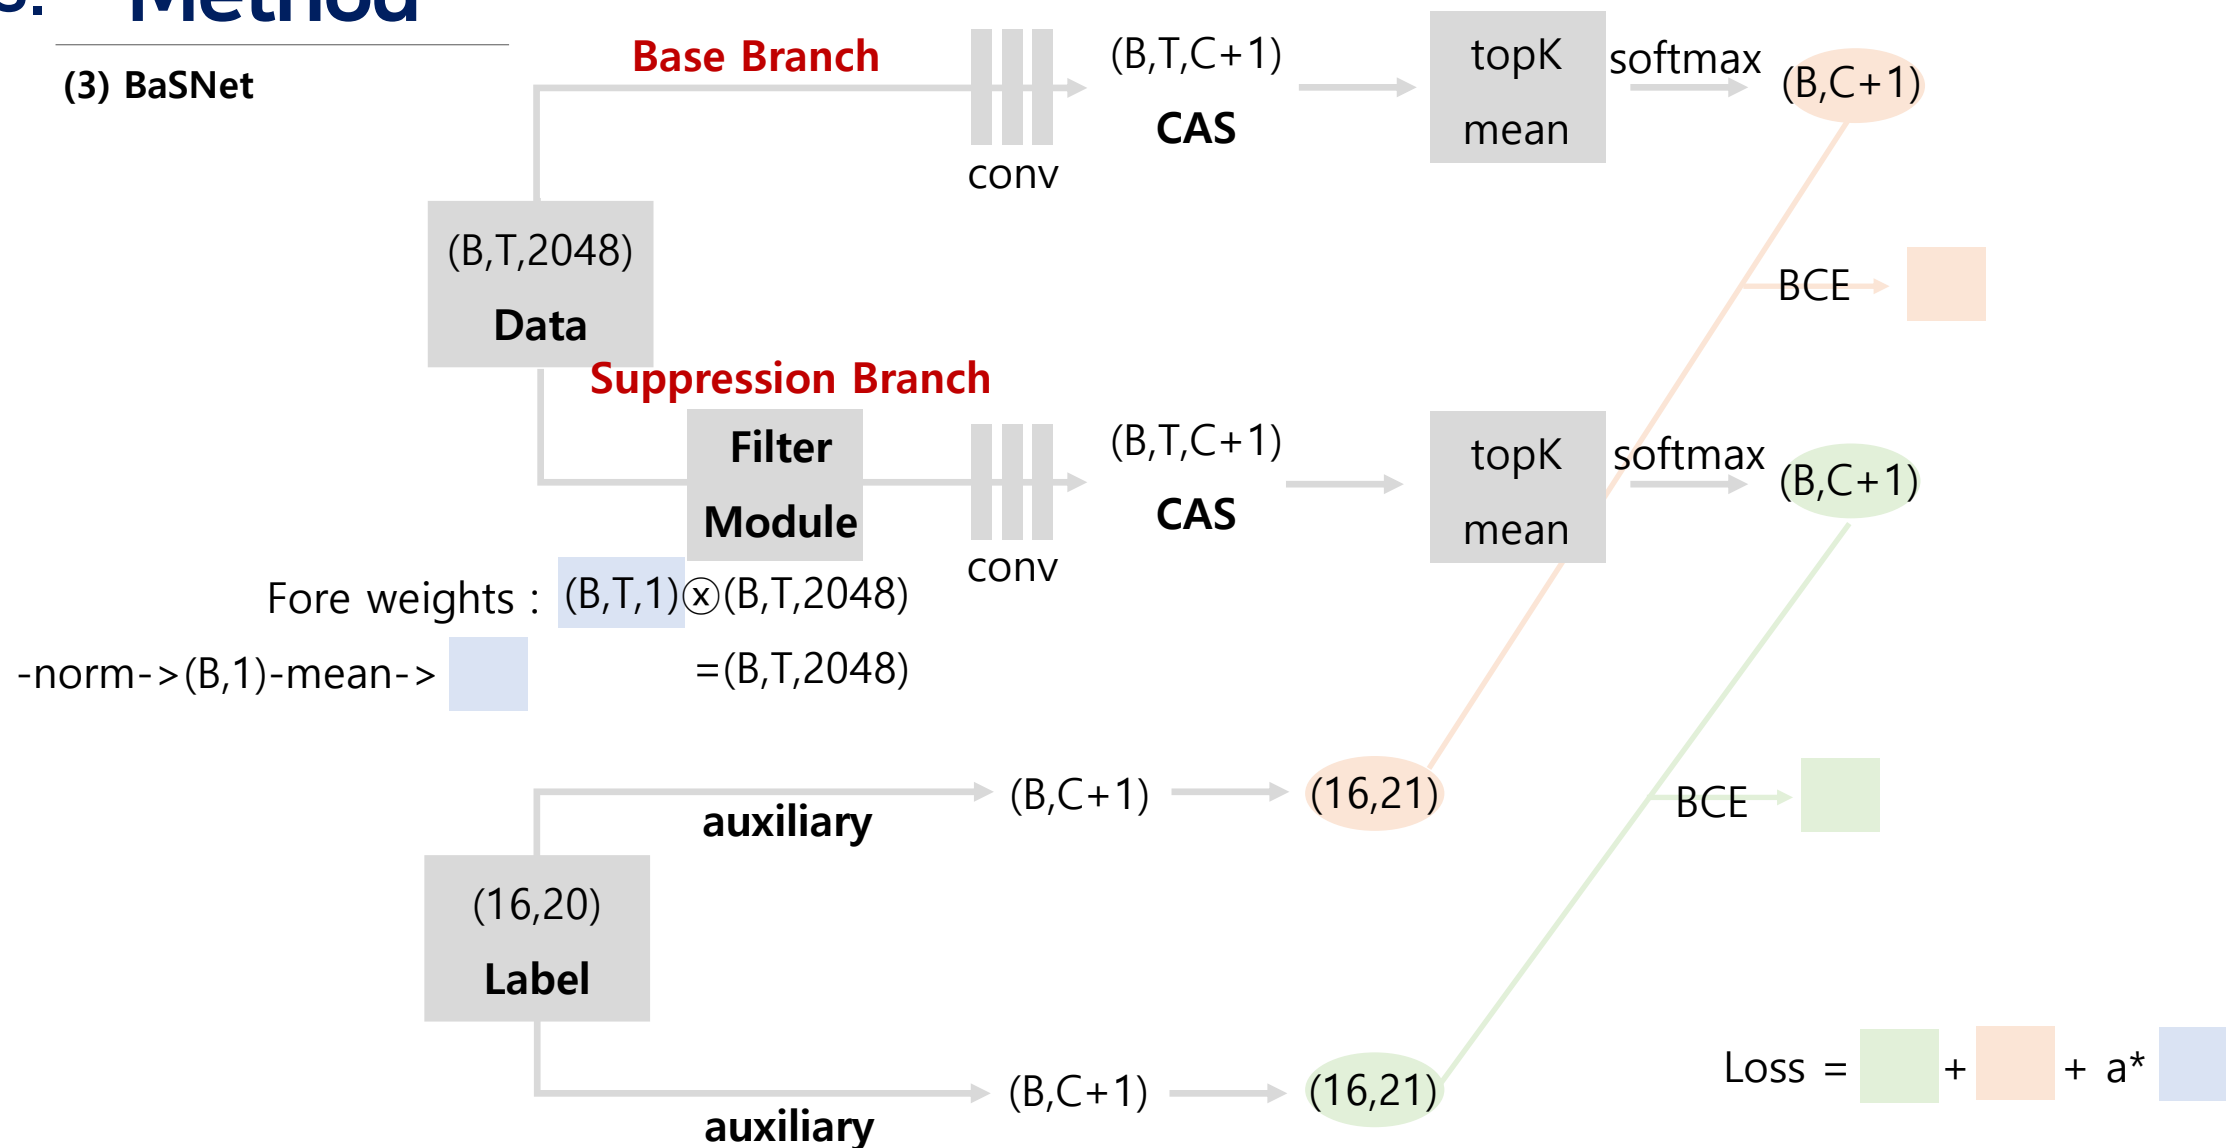 Method
(3) BaSNet
Base Branch
conv
(B,T,C+1)
CAS
topK
mean
softmax
(B,C+1)
(B,T,2048)
Data
BCE
Suppression Branch
Filter
Module
conv
(B,T,C+1)
CAS
topK
mean
softmax
(B,C+1)
Fore weights : (B,T,1)ⓧ(B,T,2048)
-norm->(B,1)-mean->
=(B,T,2048)
auxiliary
(B,C+1)
(16,21)
BCE
(16,20)
Label
auxiliary
(B,C+1)
(16,21)
Loss = + + a*